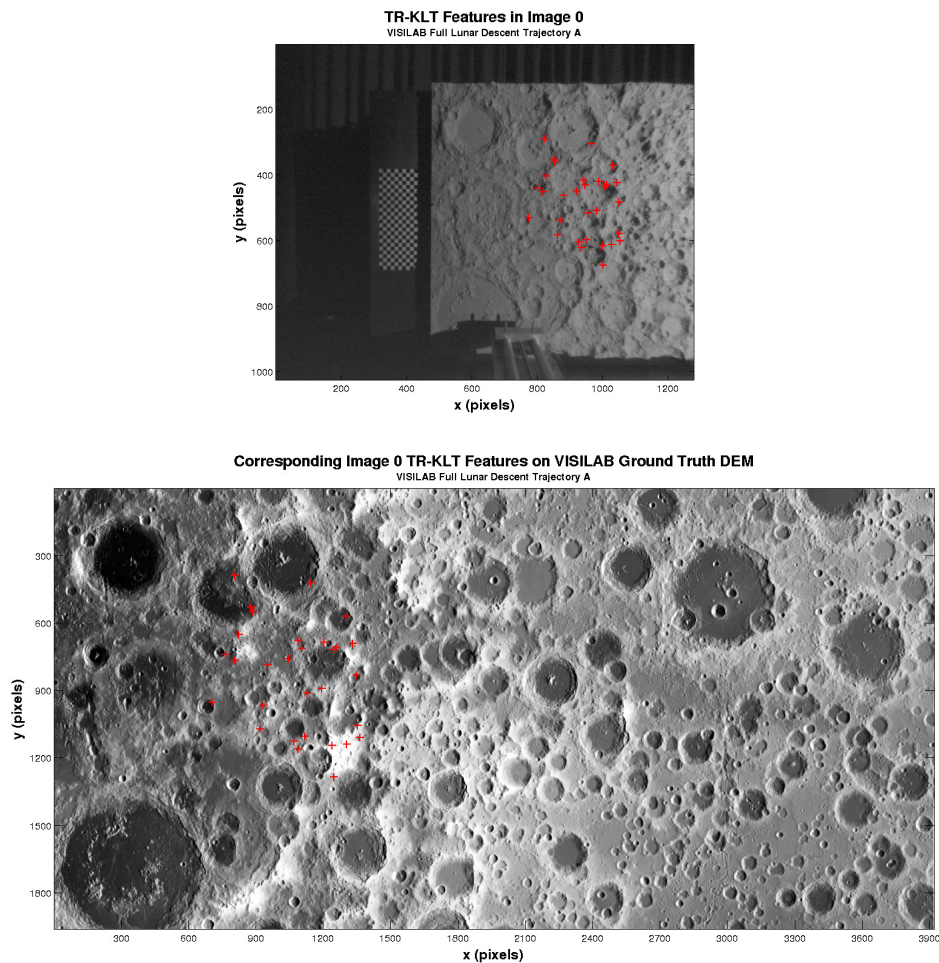 TR-KLT Features in Image 0
VISILAB Full Lunar Descent Trajectory A
200
400
600
800
1000
y (pixels)
200 400 600 800 1000 1200
x (pixels)
Corresponding Image 0 TR-KLT Features on VISILAB Ground Truth DEM
VISILAB Full Lunar Descent Trajectory A
300
600
900
1200
1500
1800
y (pixels)
300 600 900 1200 1500 1800 2100 2400 2700 3000 3300 3600 3900
x (pixels)